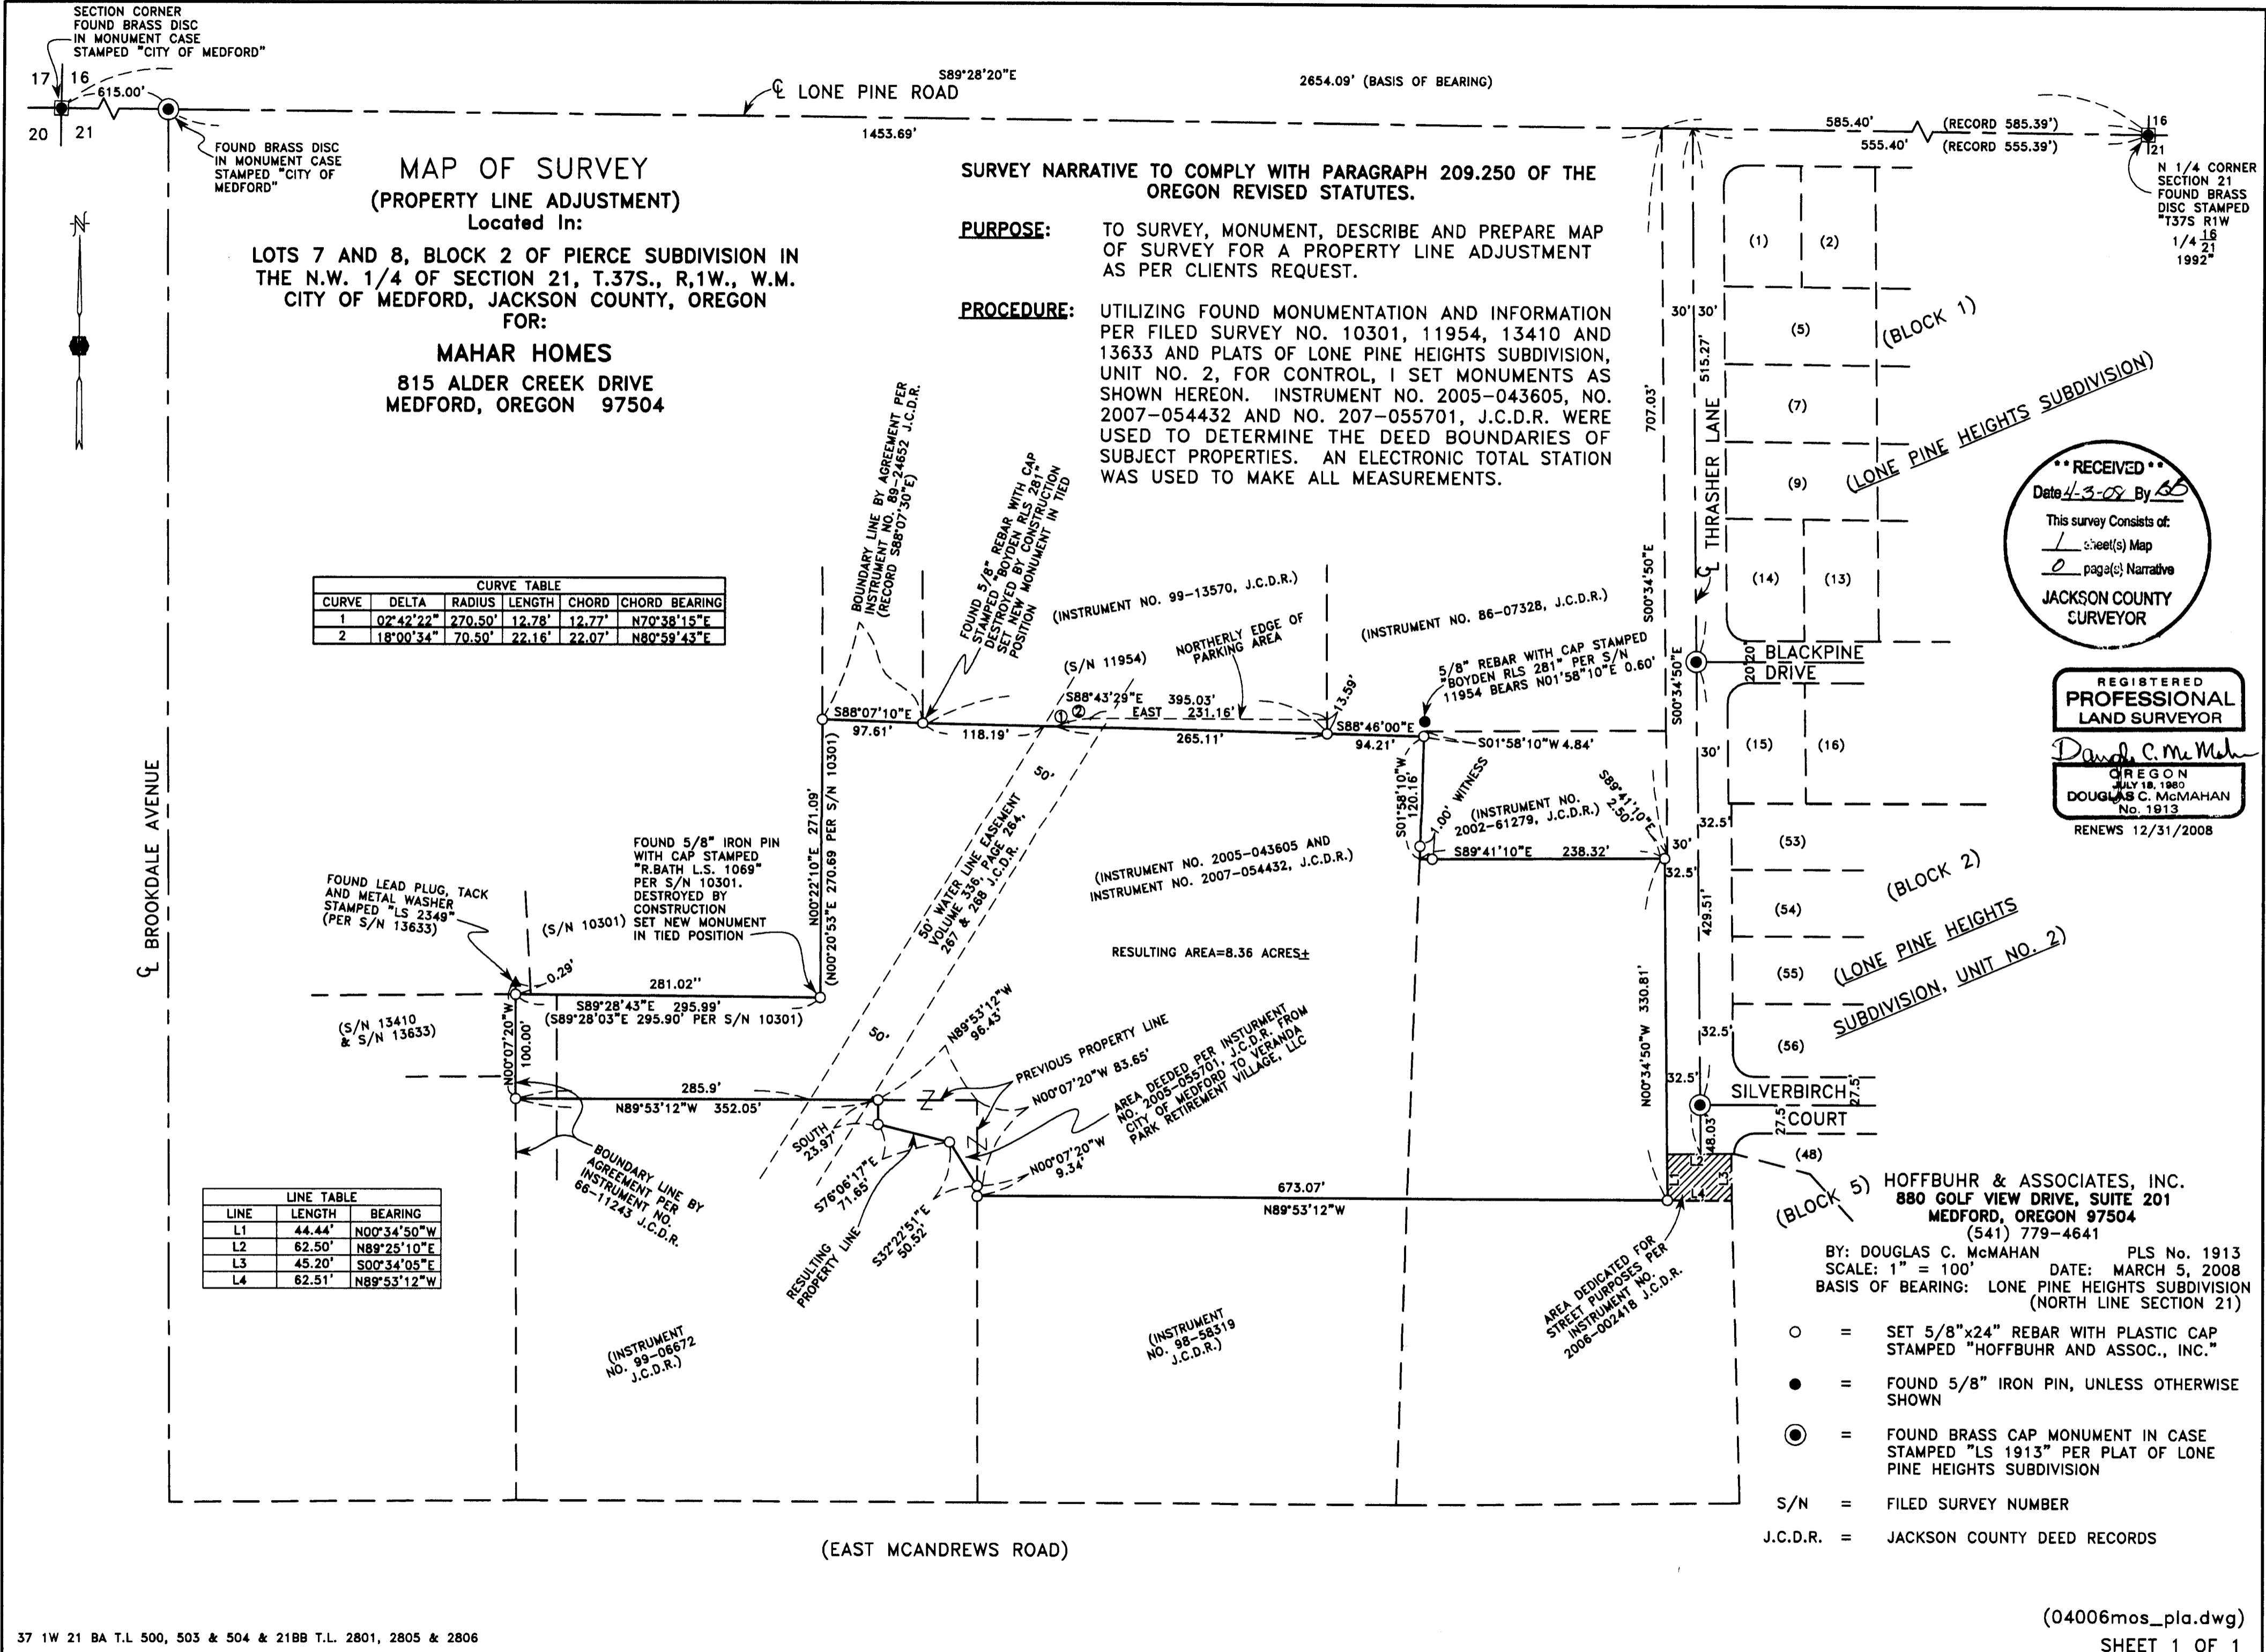 SECTION CORNER
FOUND BRASS DISC
IN MONUMENT CASE
STAMPED "CITY OF MEDFORD"
17 16
20 21
615.00'
FOUND BRASS DISC
IN MONUMENT CASE
STAMPED "CITY OF
MEDFORD"
℄ LONE PINE ROAD
S89°28'20"E
2654.09' (BASIS OF BEARING)
1453.69'
585.40' (RECORD 585.39')
555.40' (RECORD 555.39')
16
21
N 1/4 CORNER
SECTION 21
FOUND BRASS
DISC STAMPED
"T37S R1W
1/4 16
21
1992"
N
MAP OF SURVEY
(PROPERTY LINE ADJUSTMENT)
Located In:
LOTS 7 AND 8, BLOCK 2 OF PIERCE SUBDIVISION IN
THE N.W. 1/4 OF SECTION 21, T.37S., R,1W., W.M.
CITY OF MEDFORD, JACKSON COUNTY, OREGON
FOR:
MAHAR HOMES
815 ALDER CREEK DRIVE
MEDFORD, OREGON 97504
SURVEY NARRATIVE TO COMPLY WITH PARAGRAPH 209.250 OF THE
OREGON REVISED STATUTES.
PURPOSE: TO SURVEY, MONUMENT, DESCRIBE AND PREPARE MAP
OF SURVEY FOR A PROPERTY LINE ADJUSTMENT
AS PER CLIENTS REQUEST.
PROCEDURE: UTILIZING FOUND MONUMENTATION AND INFORMATION
PER FILED SURVEY NO. 10301, 11954, 13410 AND
13633 AND PLATS OF LONE PINE HEIGHTS SUBDIVISION,
UNIT NO. 2, FOR CONTROL, I SET MONUMENTS AS
SHOWN HEREON. INSTRUMENT NO. 2005-043605, NO.
2007-054432 AND NO. 207-055701, J.C.D.R. WERE
USED TO DETERMINE THE DEED BOUNDARIES OF
SUBJECT PROPERTIES. AN ELECTRONIC TOTAL STATION
WAS USED TO MAKE ALL MEASUREMENTS.
CURVE TABLE
CURVE DELTA RADIUS LENGTH CHORD CHORD BEARING
1 02°42'22" 270.50' 12.78' 12.77' N70°38'15"E
2 18°00'34" 70.50' 22.16' 22.07' N80°59'43"E
BOUNDARY LINE BY AGREEMENT PER
INSTRUMENT NO. 89-24652 J.C.D.R.
(RECORD S88°07'30"E)
FOUND 5/8" REBAR WITH CAP
STAMPED "BOYDEN RLS 281"
DESTROYED BY CONSTRUCTION
SET NEW MONUMENT IN TIED
POSITION
(INSTRUMENT NO. 99-13570, J.C.D.R.)
(S/N 11954)
NORTHERLY EDGE OF
PARKING AREA
(INSTRUMENT NO. 86-07328, J.C.D.R.)
5/8" REBAR WITH CAP STAMPED
"BOYDEN RLS 281" PER S/N
11954 BEARS N01°58'10"E 0.60'
S88°07'10"E
97.61'
118.19'
S88°43'29"E 395.03'
1 2
EAST 231.16'
265.11'
13.59'
S88°46'00"E
94.21'
S01°58'10"W 4.84'
S01°58'10"W
120.16'
1.00' WITNESS
(INSTRUMENT NO.
2002-61279, J.C.D.R.)
S89°41'10"E
2.50'
S89°41'10"E 238.32'
30' 30'
515.27'
707.03'
S00°34'50"E
S00°34'50"E
℄ THRASHER LANE
(1) (2)
(5)
(7)
(9)
(14) (13)
(BLOCK 1)
(LONE PINE HEIGHTS SUBDIVISION)
BLACKPINE
DRIVE
20' 20'
30'
(15) (16)
32.5'
30'
32.5'
(53)
(54)
(55)
(56)
429.51'
32.5'
32.5'
(BLOCK 2)
(LONE PINE HEIGHTS
SUBDIVISION, UNIT NO. 2)
SILVERBIRCH
COURT
27.5'
27.5
48.03'
(48)
(BLOCK 5)
L1
L2
L3
L4
** RECEIVED **
Date 4-3-08 By BB
This survey Consists of:
1 sheet(s) Map
0 page(s) Narrative
JACKSON COUNTY
SURVEYOR
REGISTERED
PROFESSIONAL
LAND SURVEYOR
Douglas C. McMahan
OREGON
JULY 18, 1980
DOUGLAS C. McMAHAN
No. 1913
RENEWS 12/31/2008
℄ BROOKDALE AVENUE
N00°22'10"E 271.09'
(N00°20'53"E 270.69 PER S/N 10301)
50'
50' WATER LINE EASEMENT
VOLUME 336, PAGE 264,
267 & 268 J.C.D.R.
50'
(INSTRUMENT NO. 2005-043605 AND
INSTRUMENT NO. 2007-054432, J.C.D.R.)
RESULTING AREA=8.36 ACRES±
FOUND 5/8" IRON PIN
WITH CAP STAMPED
"R.BATH L.S. 1069"
PER S/N 10301.
DESTROYED BY
CONSTRUCTION
SET NEW MONUMENT
IN TIED POSITION
FOUND LEAD PLUG, TACK
AND METAL WASHER
STAMPED "LS 2349"
(PER S/N 13633)
(S/N 10301)
0.29'
281.02"
S89°28'43"E 295.99'
(S89°28'03"E 295.90' PER S/N 10301)
(S/N 13410
& S/N 13633)
N00°07'20"W
100.00'
285.9'
N89°53'12"W 352.05'
N89°53'12"W
96.43'
PREVIOUS PROPERTY LINE
N00°07'20"W 83.65'
AREA DEEDED PER INSTURMENT
NO. 2005-055701, J.C.D.R. FROM
CITY OF MEDFORD TO VERANDA
PARK RETIREMENT VILLAGE, LLC
N00°07'20"W
9.34'
SOUTH
23.97'
S76°06'17"E
71.65'
S32°22'51"E
50.52'
RESULTING
PROPERTY LINE
673.07'
N89°53'12"W
N00°34'50"W 330.81'
BOUNDARY LINE BY
AGREEMENT PER
INSTRUMENT NO.
66-11243 J.C.D.R.
LINE TABLE
LINE LENGTH BEARING
L1 44.44' N00°34'50"W
L2 62.50' N89°25'10"E
L3 45.20' S00°34'05"E
L4 62.51' N89°53'12"W
(INSTRUMENT
NO. 99-06672
J.C.D.R.)
(INSTRUMENT
NO. 98-58319
J.C.D.R.)
AREA DEDICATED FOR
STREET PURPOSES PER
INSTRUMENT NO.
2006-002418 J.C.D.R.
HOFFBUHR & ASSOCIATES, INC.
880 GOLF VIEW DRIVE, SUITE 201
MEDFORD, OREGON 97504
(541) 779-4641
BY: DOUGLAS C. McMAHAN PLS No. 1913
SCALE: 1" = 100' DATE: MARCH 5, 2008
BASIS OF BEARING: LONE PINE HEIGHTS SUBDIVISION
(NORTH LINE SECTION 21)
○ = SET 5/8"x24" REBAR WITH PLASTIC CAP
STAMPED "HOFFBUHR AND ASSOC., INC."
● = FOUND 5/8" IRON PIN, UNLESS OTHERWISE
SHOWN
◉ = FOUND BRASS CAP MONUMENT IN CASE
STAMPED "LS 1913" PER PLAT OF LONE
PINE HEIGHTS SUBDIVISION
S/N = FILED SURVEY NUMBER
J.C.D.R. = JACKSON COUNTY DEED RECORDS
(EAST MCANDREWS ROAD)
37 1W 21 BA T.L 500, 503 & 504 & 21BB T.L. 2801, 2805 & 2806
(04006mos_pla.dwg)
SHEET 1 OF 1